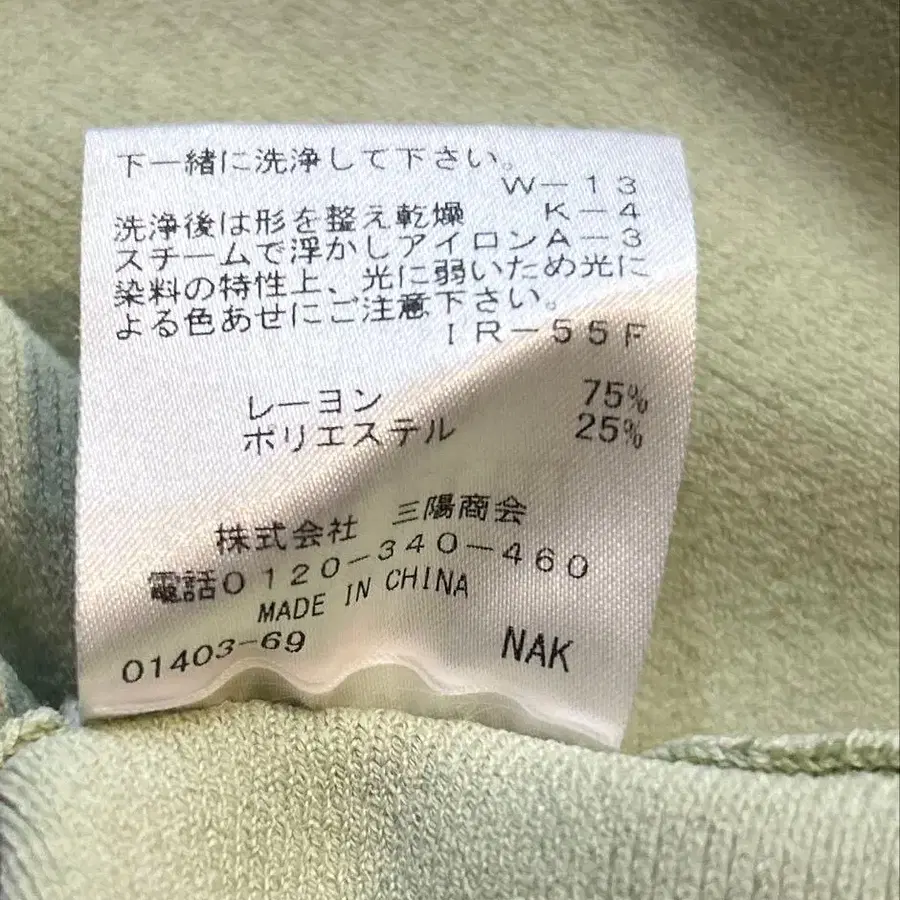 下一緒に洗浄して下さい。
W-13
洗浄後は形を整え乾燥 K-4
スチームで浮かしアイロンA-3
染料の特性上、光に弱いため光に
よる色あせにご注意下さい。
IR-55F
レーヨン 75%
ポリエステル 25%
株式会社 三陽商会
電話0120-340-460
MADE IN CHINA
01403-69 NAK